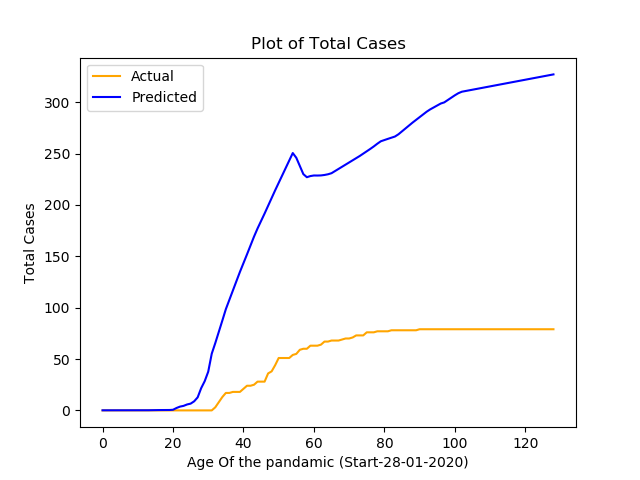 Plot of Total Cases
Actual
Predicted
300
250
200
150
100
50
0
Total Cases
0 20 40 60 80 100 120
Age Of the pandamic (Start-28-01-2020)